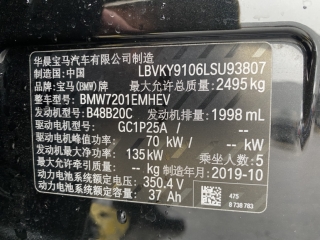 华晨宝马汽车有限公司制造
制造国:中国 LBVKY9106LSU93807
品牌:宝马(BMW)牌 最大允许总质量:2495kg
整车型号:BMW7201EMHEV
发动机型号:B48B20C 发动机排量:1998 mL
驱动电机型号: GC1P25A / --
驱动电机峰值功率: 70 kW / -- kW
发动机最大净功率: 135kW 乘坐人数:5
最大允许牵引质量: -- kg 制造年月:2019-10
动力电池系统额定电压: 350.4 V 475
动力电池系统额定容量: 37 Ah 8 738 783